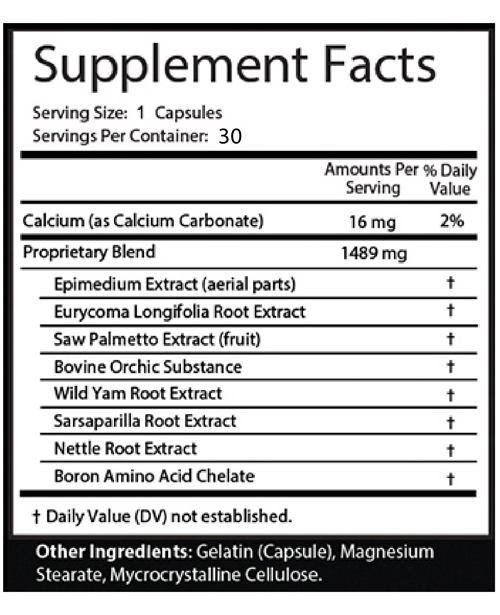 Supplement Facts
Serving Size: 1 Capsules
Servings Per Container: 30
Amounts Per % Daily
Serving Value
Calcium (as Calcium Carbonate) 16 mg 2%
Proprietary Blend 1489 mg
Epimedium Extract (aerial parts) †
Eurycoma Longifolia Root Extract †
Saw Palmetto Extract (fruit) †
Bovine Orchic Substance †
Wild Yam Root Extract †
Sarsaparilla Root Extract †
Nettle Root Extract †
Boron Amino Acid Chelate †
† Daily Value (DV) not established.
Other Ingredients: Gelatin (Capsule), Magnesium
Stearate, Mycrocrystalline Cellulose.